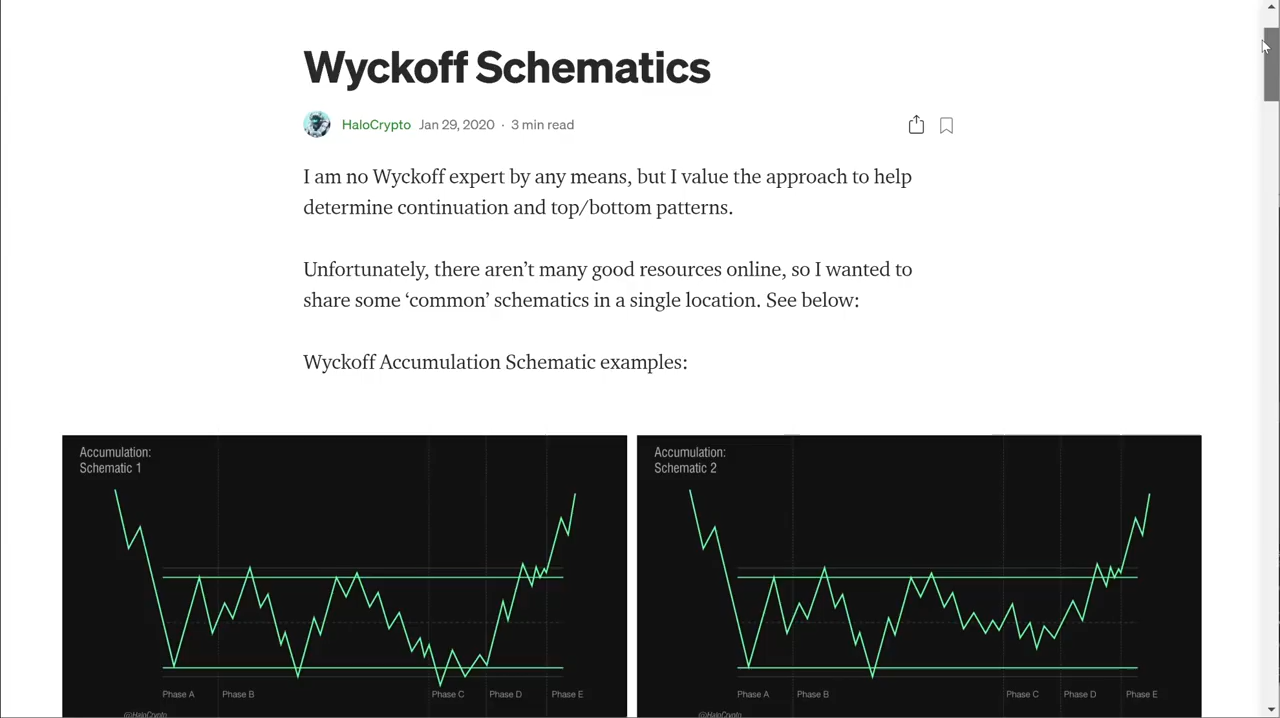 Wyckoff Schematics
HaloCrypto Jan 29, 2020 · 3 min read
I am no Wyckoff expert by any means, but I value the approach to help
determine continuation and top/bottom patterns.
Unfortunately, there aren’t many good resources online, so I wanted to
share some ‘common’ schematics in a single location. See below:
Wyckoff Accumulation Schematic examples:
Accumulation:
Schematic 1
Phase A Phase B Phase C Phase D Phase E
@HaloCrypto
Accumulation:
Schematic 2
Phase A Phase B Phase C Phase D Phase E
@HaloCrypto